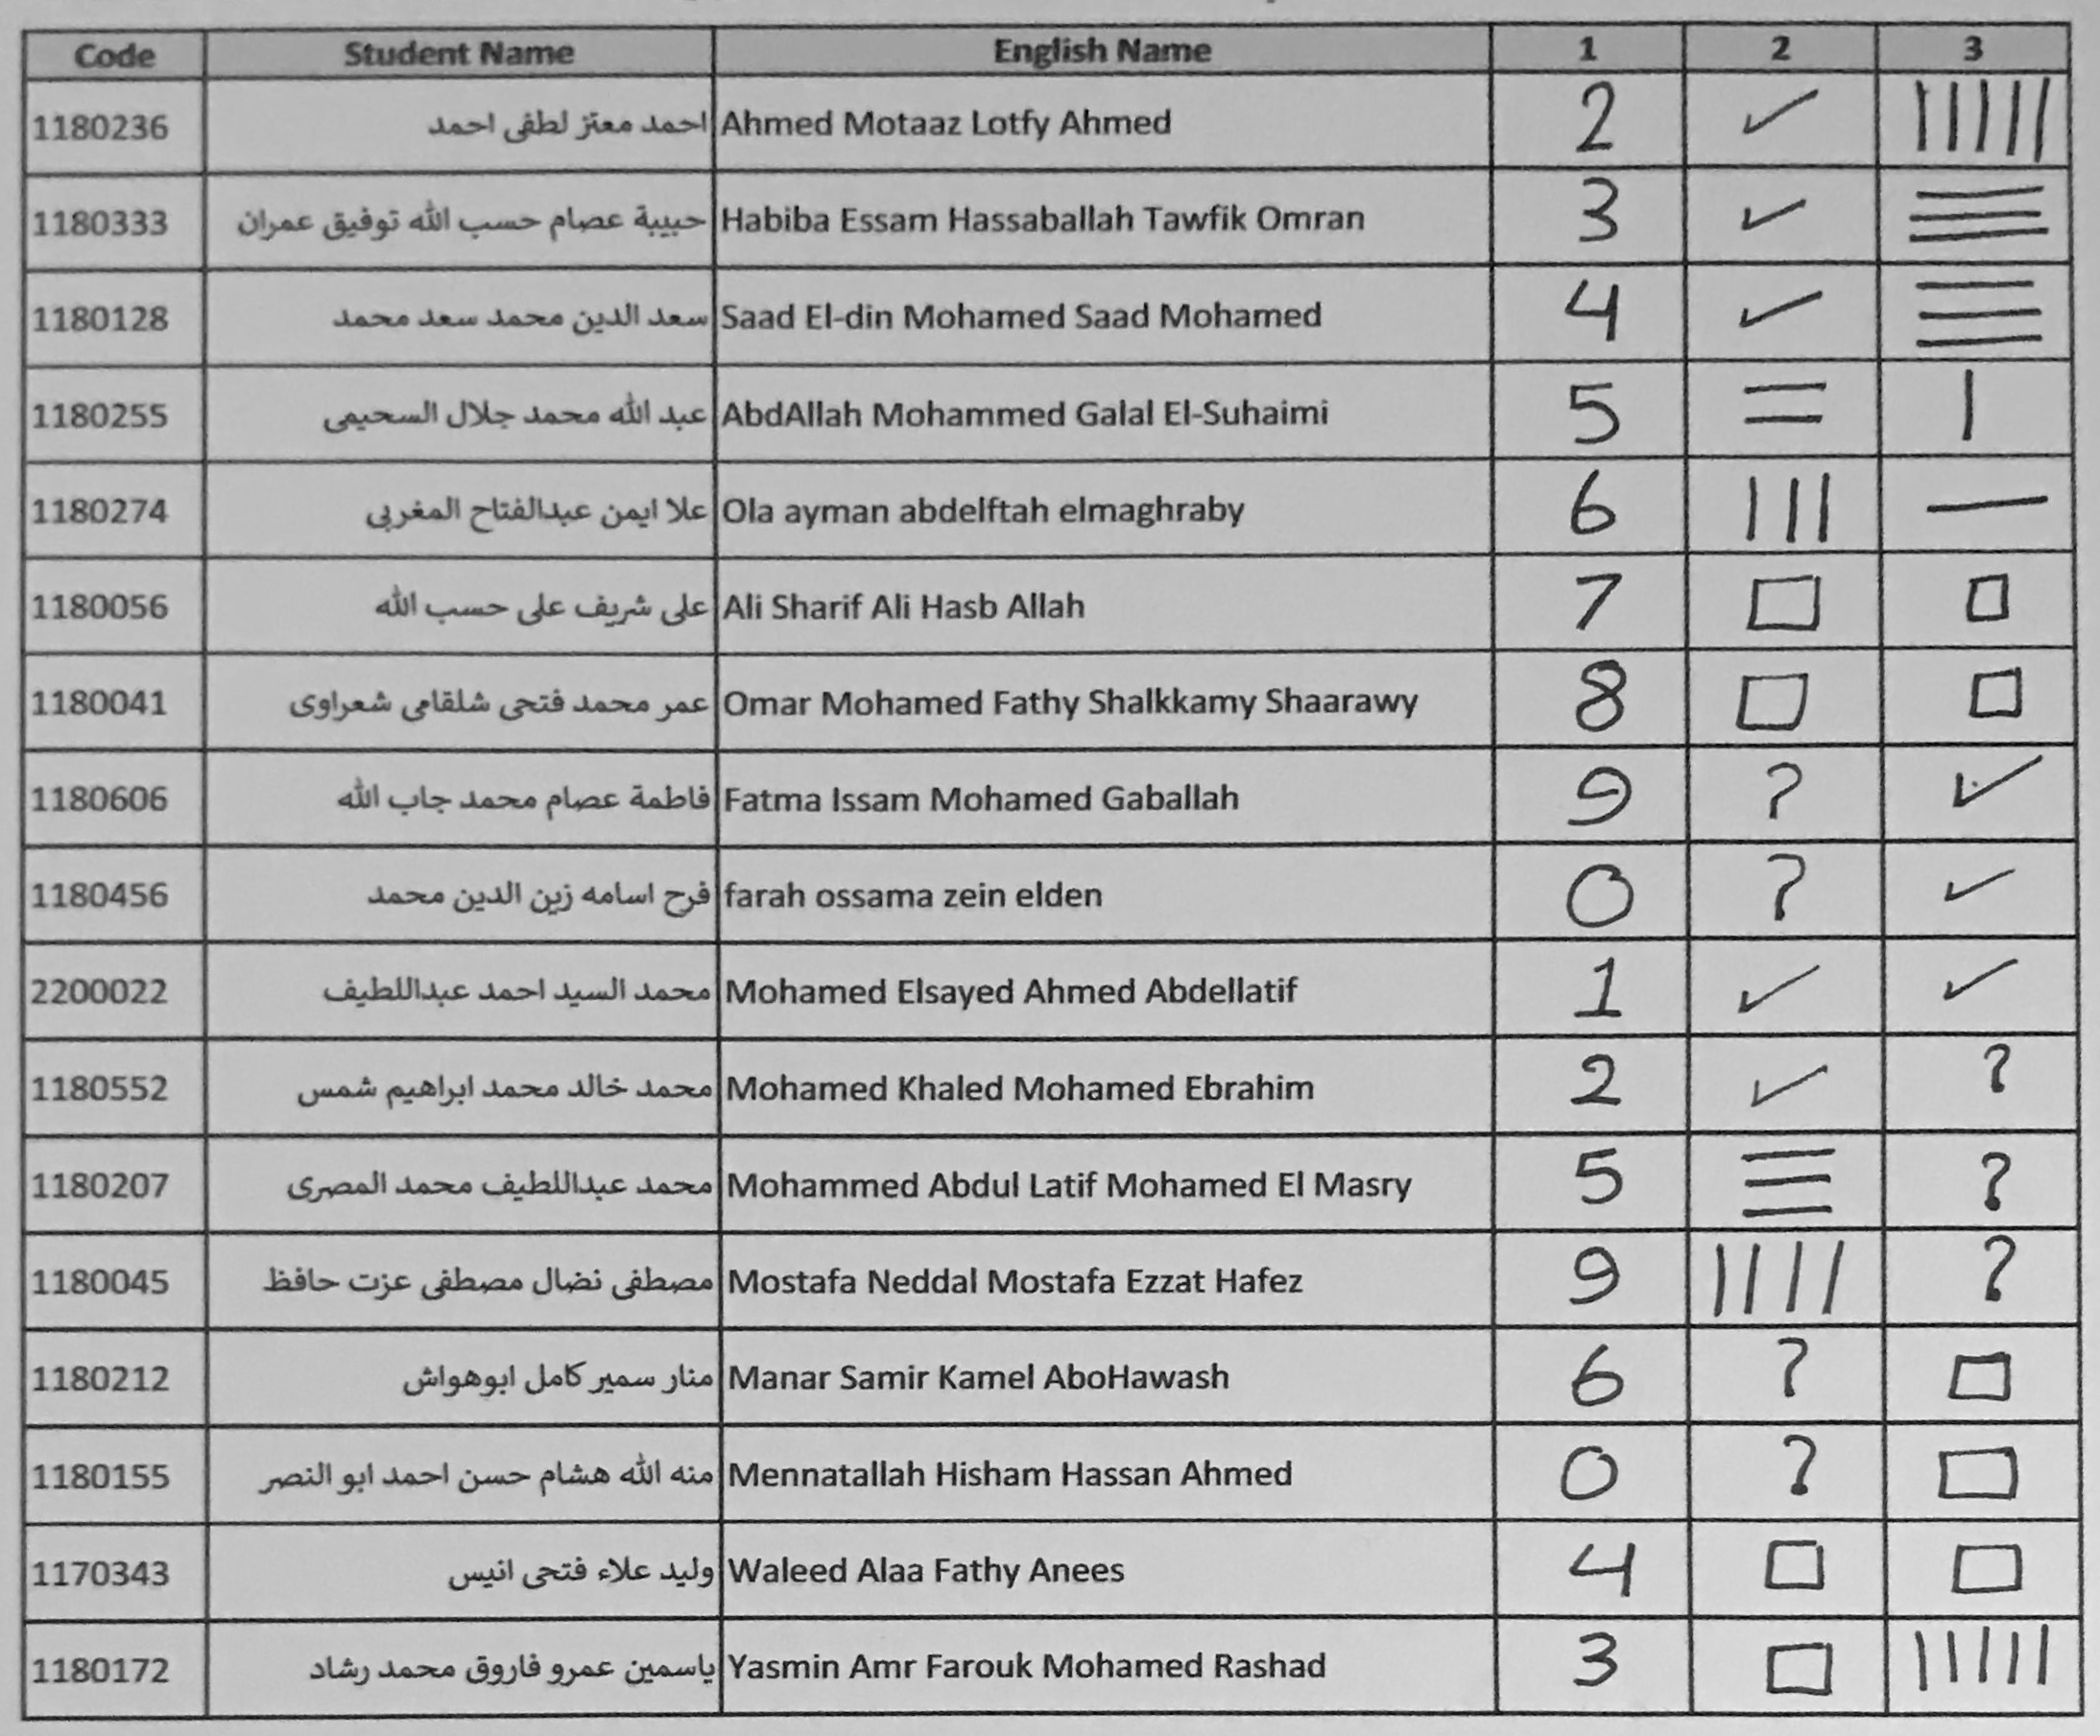 Code Student Name English Name 1 2 3
1180236 احمد معتز لطفى احمد Ahmed Motaaz Lotfy Ahmed 2 ✓ |||||
1180333 حبيبة عصام حسب الله توفيق عمران Habiba Essam Hassaballah Tawfik Omran 3 ✓ ☰
1180128 سعد الدين محمد سعد محمد Saad El-din Mohamed Saad Mohamed 4 ✓ ☰
1180255 عبد الله محمد جلال السحيمى AbdAllah Mohammed Galal El-Suhaimi 5 = |
1180274 علا ايمن عبدالفتاح المغربى Ola ayman abdelftah elmaghraby 6 ||| —
1180056 على شريف على حسب الله Ali Sharif Ali Hasb Allah 7 □ □
1180041 عمر محمد فتحى شلقامى شعراوى Omar Mohamed Fathy Shalkkamy Shaarawy 8 □ □
1180606 فاطمة عصام محمد جاب الله Fatma Issam Mohamed Gaballah 9 ? ✓
1180456 فرح اسامه زين الدين محمد farah ossama zein elden 0 ? ✓
2200022 محمد السيد احمد عبداللطيف Mohamed Elsayed Ahmed Abdellatif 1 ✓ ✓
1180552 محمد خالد محمد ابراهيم شمس Mohamed Khaled Mohamed Ebrahim 2 ✓ ?
1180207 محمد عبداللطيف محمد المصرى Mohammed Abdul Latif Mohamed El Masry 5 ☰ ?
1180045 مصطفى نضال مصطفى عزت حافظ Mostafa Neddal Mostafa Ezzat Hafez 9 |||| ?
1180212 منار سمير كامل ابوهواش Manar Samir Kamel AboHawash 6 ? □
1180155 منه الله هشام حسن احمد ابو النصر Mennatallah Hisham Hassan Ahmed 0 ? □
1170343 وليد علاء فتحى انيس Waleed Alaa Fathy Anees 4 □ □
1180172 ياسمين عمرو فاروق محمد رشاد Yasmin Amr Farouk Mohamed Rashad 3 □ |||||